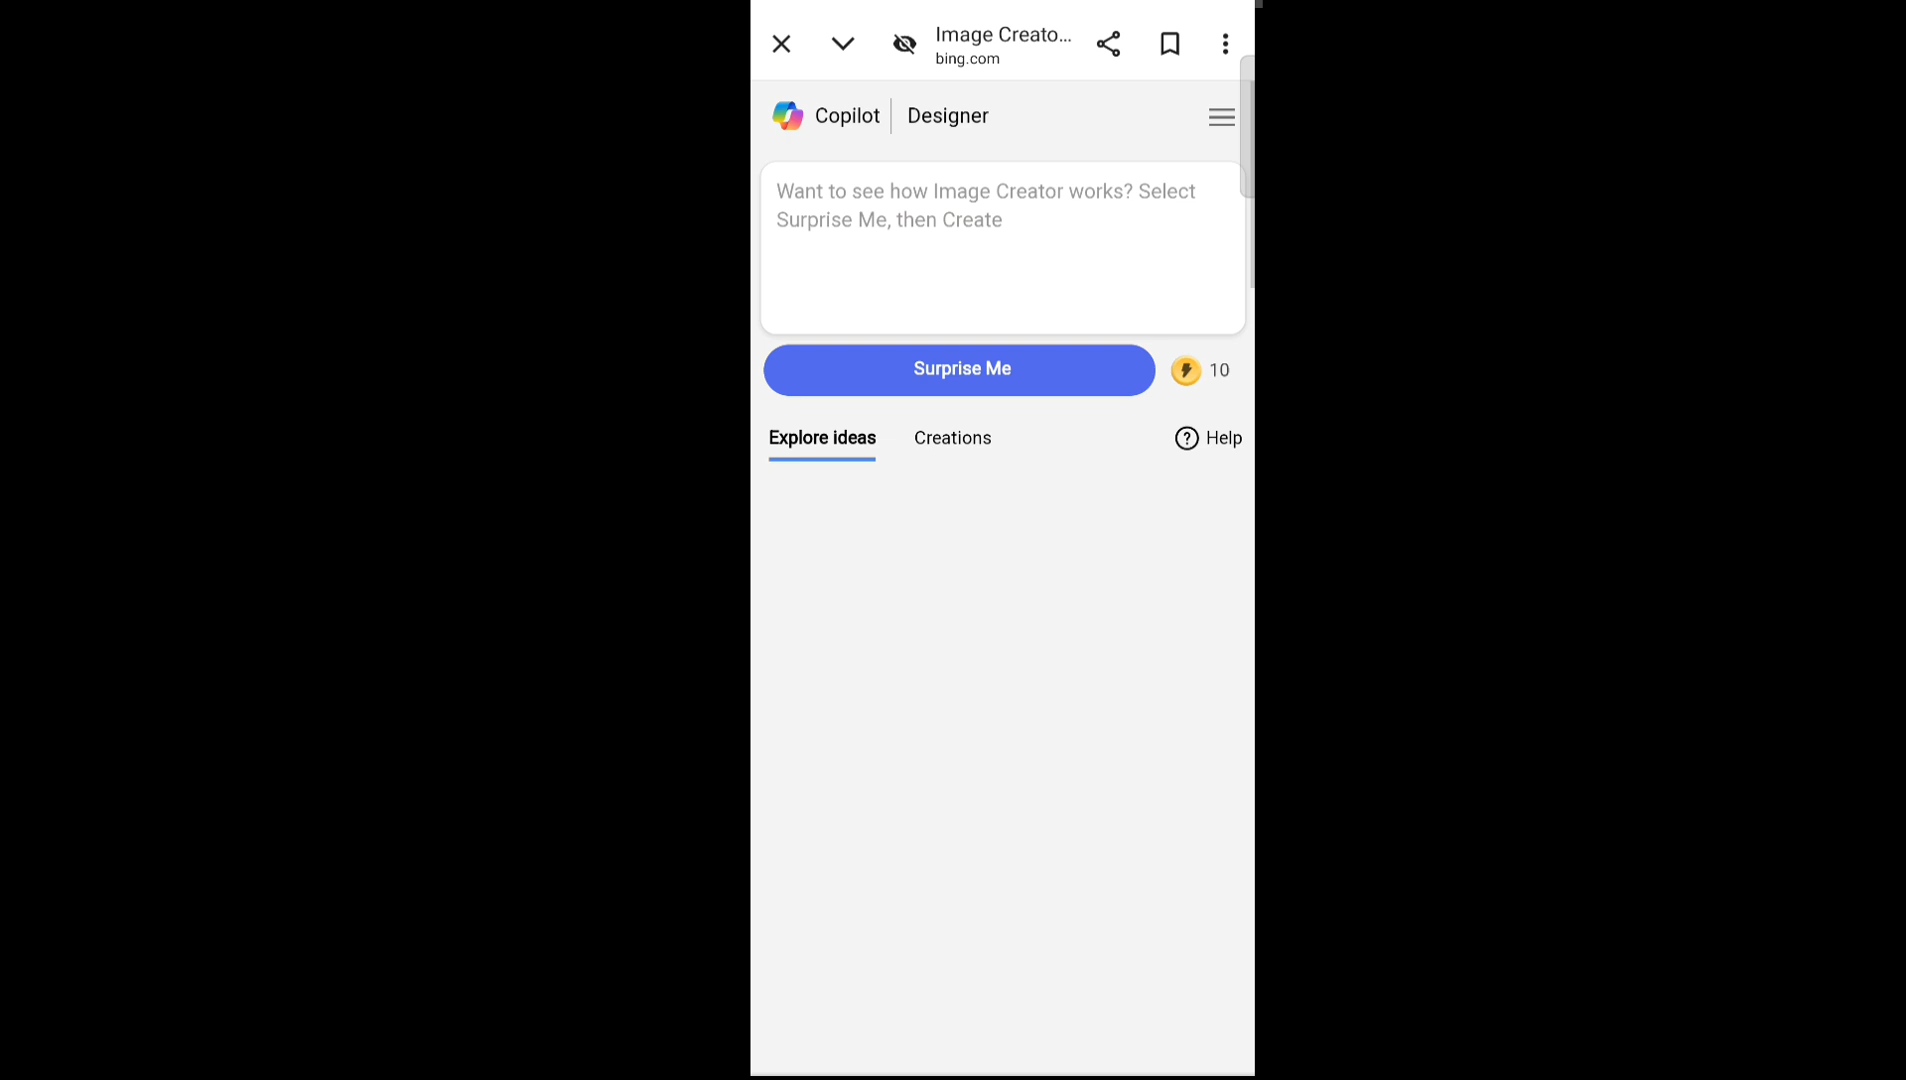 Image Creato...
bing.com
Copilot | Designer
Want to see how Image Creator works? Select
Surprise Me, then Create
Surprise Me
10
Explore ideas
Creations
? Help